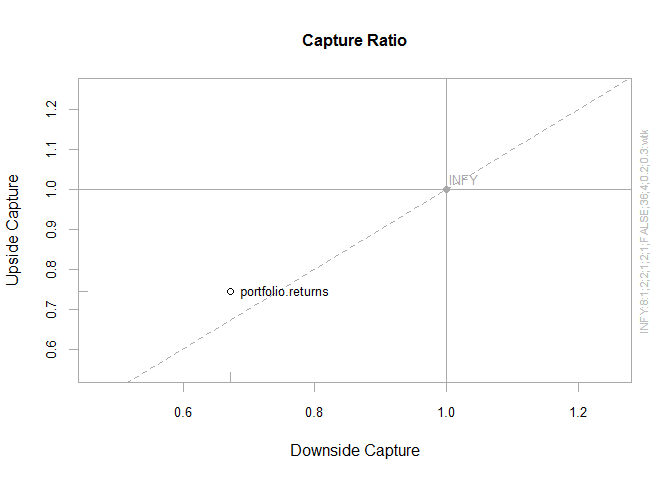 Capture Ratio
Upside Capture
1.2
1.1
1.0
0.9
0.8
0.7
0.6
INFY
portfolio.returns
INFY:8:1;2;2;1;2;1;FALSE;36;4;0.2;0.3:wtk
0.6
0.8
1.0
1.2
Downside Capture